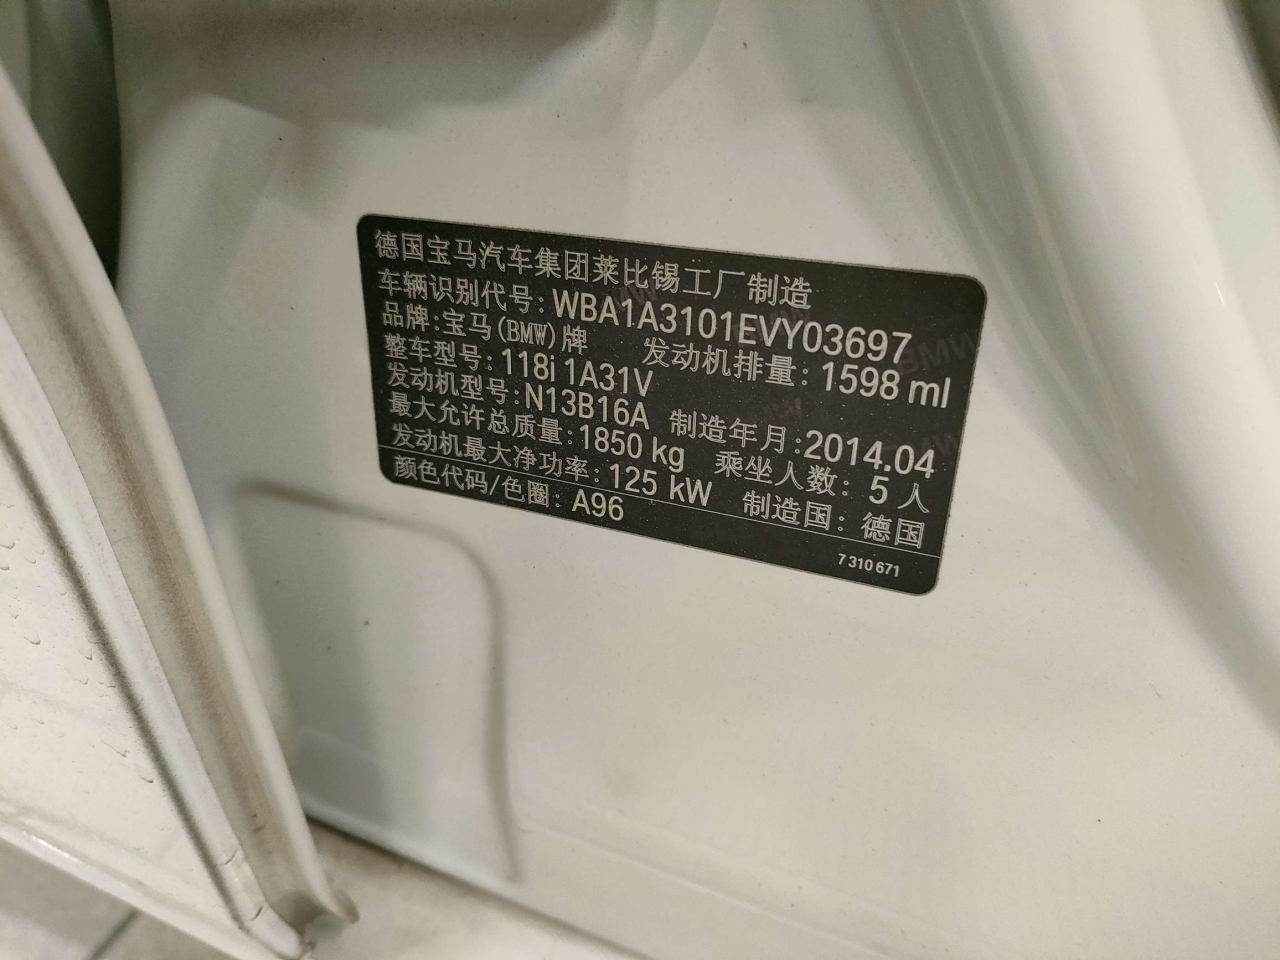 德国宝马汽车集团莱比锡工厂制造
车辆识别代号: WBA1A3101EVY03697
品牌:宝马(BMW)牌 发动机排量: 1598 ml
整车型号: 118i 1A31V
发动机型号: N13B16A 制造年月: 2014.04
最大允许总质量: 1850 kg 乘坐人数: 5 人
发动机最大净功率: 125 kW 制造国: 德国
颜色代码/色圈: A96
7 310 671